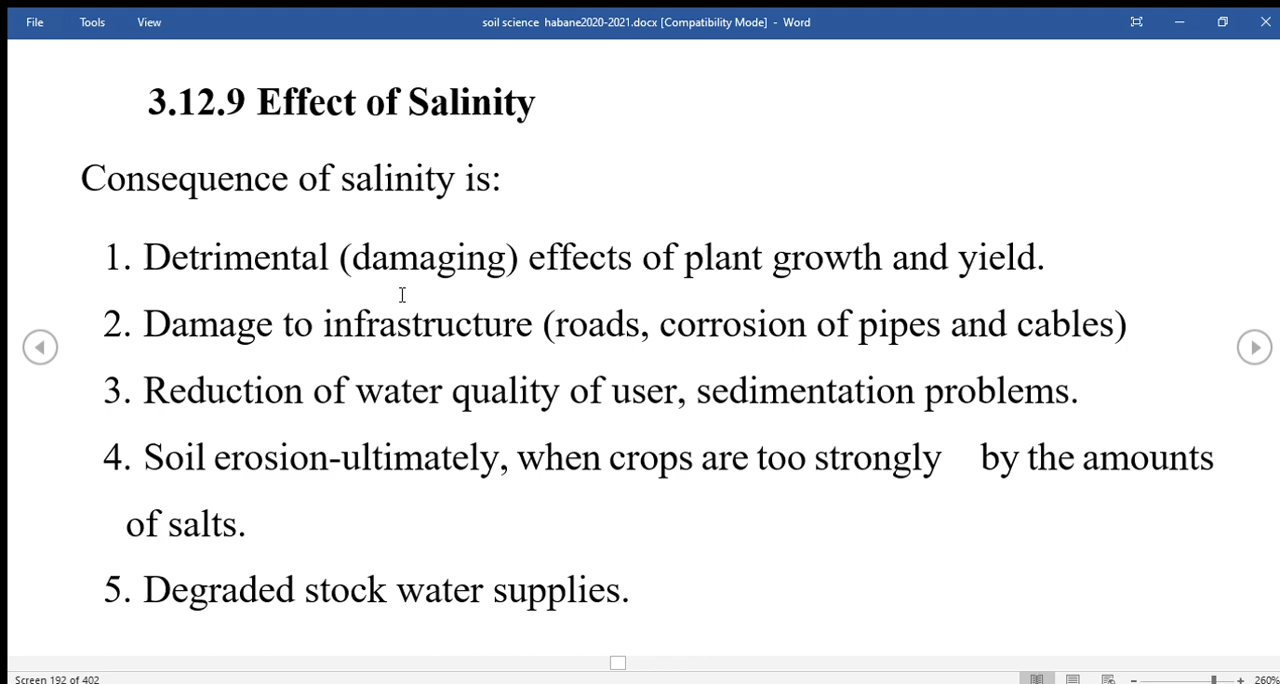 File Tools View soil science habane2020-2021.docx [Compatibility Mode] - Word
3.12.9 Effect of Salinity
Consequence of salinity is:
1. Detrimental (damaging) effects of plant growth and yield.
2. Damage to infrastructure (roads, corrosion of pipes and cables)
3. Reduction of water quality of user, sedimentation problems.
4. Soil erosion-ultimately, when crops are too strongly by the amounts
of salts.
5. Degraded stock water supplies.
Screen 192 of 402 260%